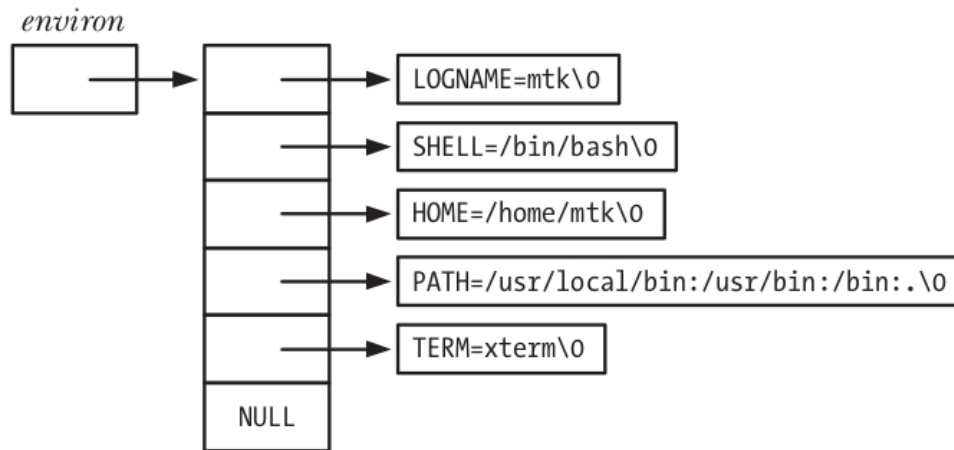 environ
LOGNAME=mtk\0
SHELL=/bin/bash\0
HOME=/home/mtk\0
PATH=/usr/local/bin:/usr/bin:/bin:.\0
TERM=xterm\0
NULL